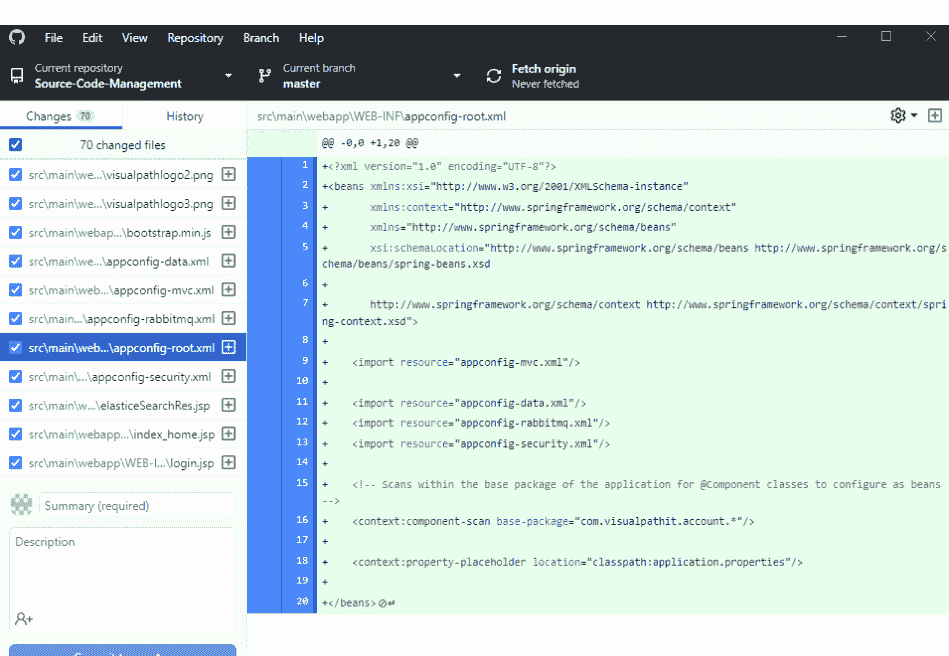 File Edit View Repository Branch Help
Current repository
Source-Code-Management
Current branch
master
Fetch origin
Never fetched
Changes 70
History
70 changed files
src\main\we...\visualpathlogo2.png
src\main\we...\visualpathlogo3.png
src\main\webap...\bootstrap.min.js
src\main\we...\appconfig-data.xml
src\main\web...\appconfig-mvc.xml
src\main...\appconfig-rabbitmq.xml
src\main\web...\appconfig-root.xml
src\main\...\appconfig-security.xml
src\main\w...\elasticeSearchRes.jsp
src\main\webapp...\index_home.jsp
src\main\webapp\WEB-I...\login.jsp
Summary (required)
Description
src\main\webapp\WEB-INF\appconfig-root.xml
@@ -0,0 +1,20 @@
1 +<?xml version="1.0" encoding="UTF-8"?>
2 +<beans xmlns:xsi="http://www.w3.org/2001/XMLSchema-instance"
3 + xmlns:context="http://www.springframework.org/schema/context"
4 + xmlns="http://www.springframework.org/schema/beans"
5 + xsi:schemaLocation="http://www.springframework.org/schema/beans http://www.springframework.org/s
chema/beans/spring-beans.xsd
6 +
7 + http://www.springframework.org/schema/context http://www.springframework.org/schema/context/spri
ng-context.xsd">
8 +
9 + <import resource="appconfig-mvc.xml"/>
10 +
11 + <import resource="appconfig-data.xml"/>
12 + <import resource="appconfig-rabbitmq.xml"/>
13 + <import resource="appconfig-security.xml"/>
14 +
15 + <!-- Scans within the base package of the application for @Component classes to configure as beans
-->
16 + <context:component-scan base-package="com.visualpathit.account.*"/>
17 +
18 + <context:property-placeholder location="classpath:application.properties"/>
19 +
20 +</beans>